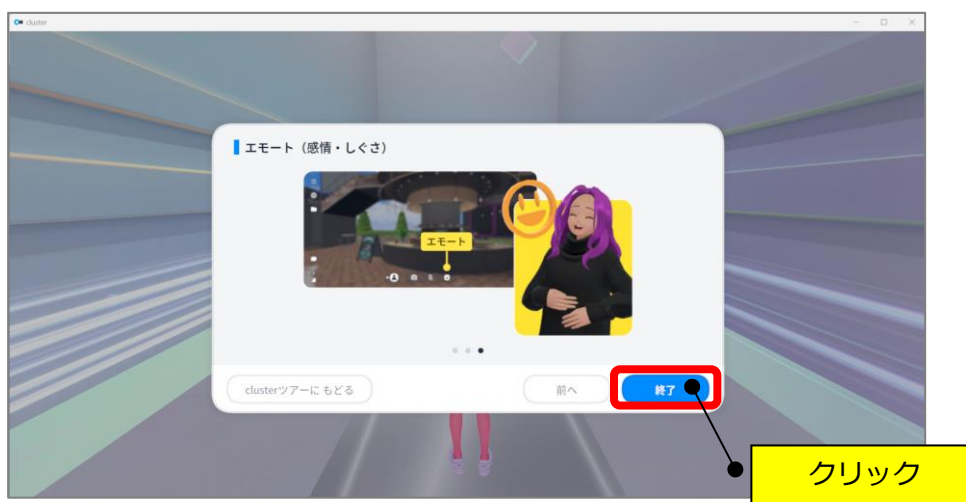 cluster
エモート（感情・しぐさ）
エモート
clusterツアーに もどる
前へ
終了
クリック